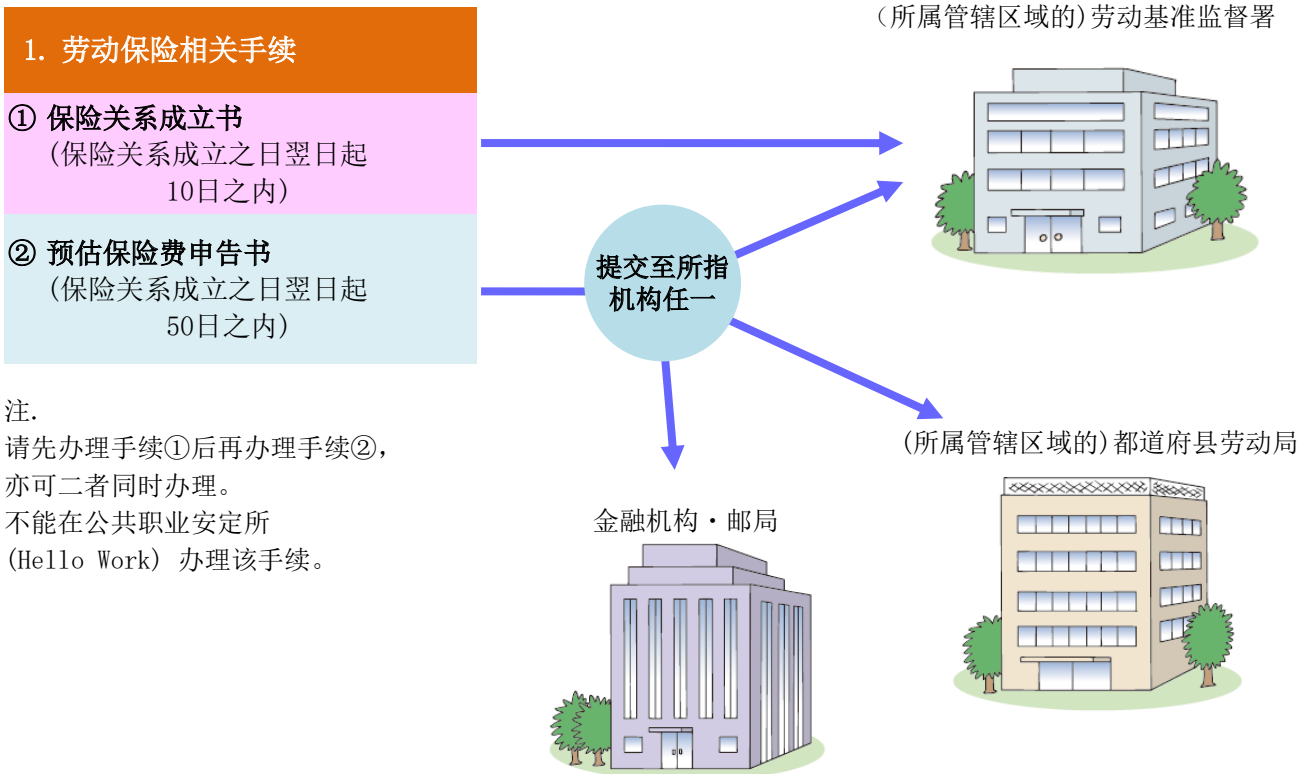 1. 劳动保险相关手续
① 保险关系成立书
(保险关系成立之日翌日起
10日之内)
② 预估保险费申告书
(保险关系成立之日翌日起
50日之内)
注.
请先办理手续①后再办理手续②，
亦可二者同时办理。
不能在公共职业安定所
(Hello Work) 办理该手续。
提交至所指
机构任一
（所属管辖区域的)劳动基准监督署
(所属管辖区域的)都道府县劳动局
金融机构・邮局